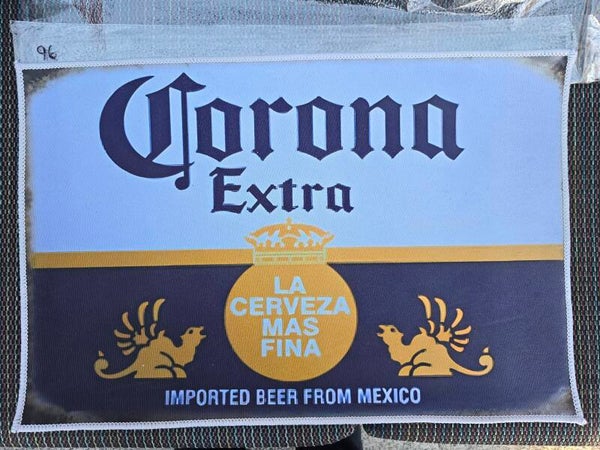 96
Corona
Extra
LA
CERVEZA
MAS
FINA
IMPORTED BEER FROM MEXICO